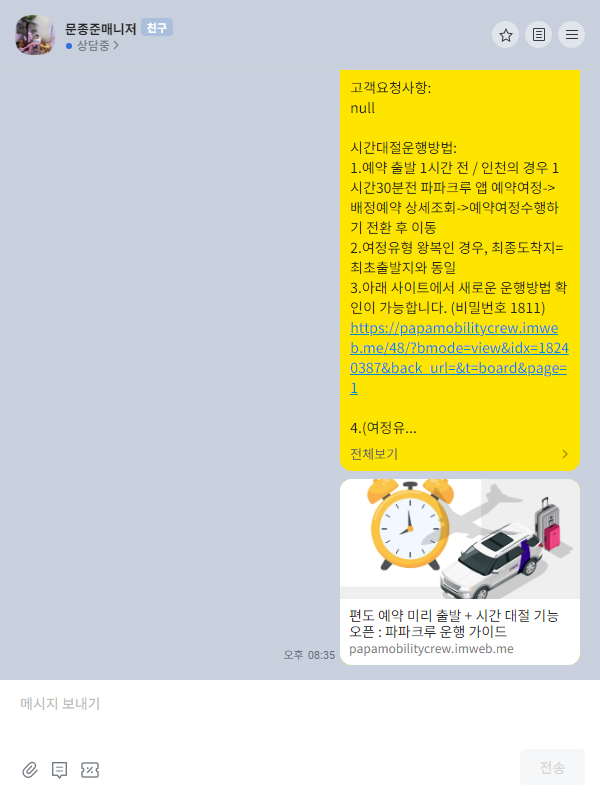 문종준매니저 친구
상담중
고객요청사항:
null
시간대절운행방법:
1.예약 출발 1시간 전 / 인천의 경우 1
시간30분전 파파크루 앱 예약여정->
배정예약 상세조회->예약여정수행하
기 전환 후 이동
2.여정유형 왕복인 경우, 최종도착지=
최초출발지와 동일
3.아래 사이트에서 새로운 운행방법 확
인이 가능합니다. (비밀번호 1811)
https://papamobilitycrew.imwe
b.me/48/?bmode=view&idx=1824
0387&back_url=&t=board&page=
1
4.(여정유...
전체보기
편도 예약 미리 출발 + 시간 대절 기능
오픈 : 파파크루 운행 가이드
papamobilitycrew.imweb.me
오후 08:35
메시지 보내기
전송